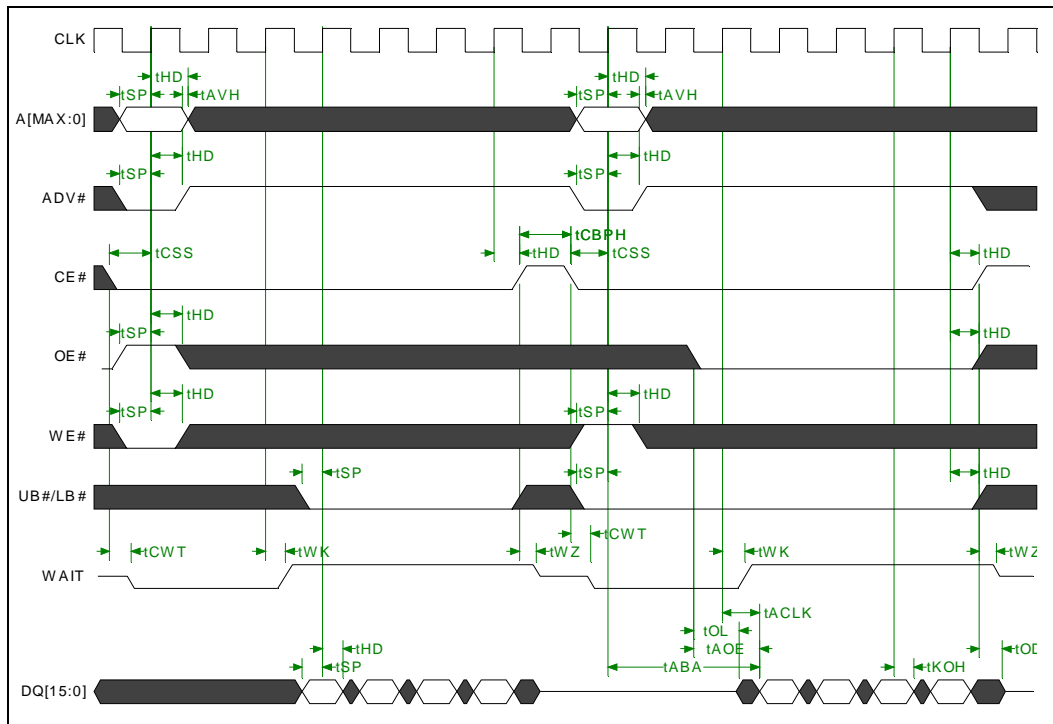 CLK
tHD tHD
tSP tAVH tSP tAVH
A[MAX:0]
tHD tHD
tSP tSP
ADV#
tCBPH
tCSS tHD tCSS tHD
CE#
tHD
tSP tHD
OE#
tHD tHD
tSP tSP
WE#
tSP tSP tHD
UB#/LB#
tCWT
tCWT tWK tWZ tWK tWZ
WAIT
tACLK
tOL
tHD tAOE tOD
tSP tABA tKOH
DQ[15:0]